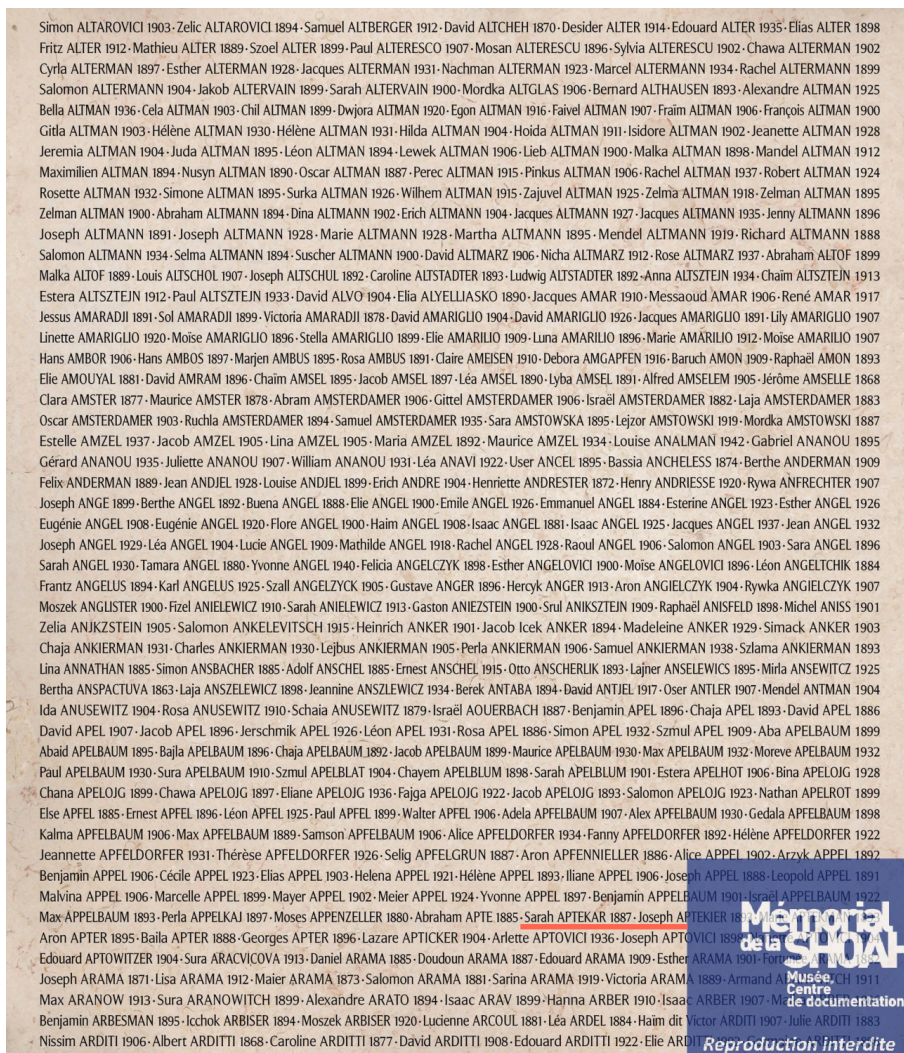 Simon ALTAROVICI 1903·Zelic ALTAROVICI 1894·Samuel ALTBERGER 1912·David ALTCHEH 1870·Desider ALTER 1914·Edouard ALTER 1935·Elias ALTER 1898
Fritz ALTER 1912·Mathieu ALTER 1889·Szoel ALTER 1899·Paul ALTERESCO 1907·Mosan ALTERESCU 1896·Sylvia ALTERESCU 1902·Chawa ALTERMAN 1902
Cyrla ALTERMAN 1897·Esther ALTERMAN 1928·Jacques ALTERMAN 1931·Nachman ALTERMAN 1923·Marcel ALTERMANN 1934·Rachel ALTERMANN 1899
Salomon ALTERMANN 1904·Jakob ALTERVAIN 1899·Sarah ALTERVAIN 1900·Mordka ALTGLAS 1906·Bernard ALTHAUSEN 1893·Alexandre ALTMAN 1925
Bella ALTMAN 1936·Cela ALTMAN 1903·Chil ALTMAN 1899·Dwjora ALTMAN 1920·Egon ALTMAN 1916·Faivel ALTMAN 1907·Fraïm ALTMAN 1906·François ALTMAN 1900
Gitla ALTMAN 1903·Hélène ALTMAN 1930·Hélène ALTMAN 1931·Hilda ALTMAN 1904·Hoida ALTMAN 1911·Isidore ALTMAN 1902·Jeanette ALTMAN 1928
Jeremia ALTMAN 1904·Juda ALTMAN 1895·Léon ALTMAN 1894·Lewek ALTMAN 1906·Lieb ALTMAN 1900·Malka ALTMAN 1898·Mandel ALTMAN 1912
Maximilien ALTMAN 1894·Nusyn ALTMAN 1890·Oscar ALTMAN 1887·Perec ALTMAN 1915·Pinkus ALTMAN 1906·Rachel ALTMAN 1937·Robert ALTMAN 1924
Rosette ALTMAN 1932·Simone ALTMAN 1895·Surka ALTMAN 1926·Wilhem ALTMAN 1915·Zajuvel ALTMAN 1925·Zelma ALTMAN 1918·Zelman ALTMAN 1895
Zelman ALTMAN 1900·Abraham ALTMANN 1894·Dina ALTMANN 1902·Erich ALTMANN 1904·Jacques ALTMANN 1927·Jacques ALTMANN 1935·Jenny ALTMANN 1896
Joseph ALTMANN 1891·Joseph ALTMANN 1928·Marie ALTMANN 1928·Martha ALTMANN 1895·Mendel ALTMANN 1919·Richard ALTMANN 1888
Salomon ALTMANN 1934·Selma ALTMANN 1894·Suscher ALTMANN 1900·David ALTMARZ 1906·Nicha ALTMARZ 1912·Rose ALTMARZ 1937·Abraham ALTOF 1899
Malka ALTOF 1889·Louis ALTSCHOL 1907·Joseph ALTSCHUL 1892·Caroline ALTSTADTER 1893·Ludwig ALTSTADTER 1892·Anna ALTSZTEJN 1934·Chaïm ALTSZTEJN 1913
Estera ALTSZTEJN 1912·Paul ALTSZTEJN 1933·David ALVO 1904·Elia ALYELLIASKO 1890·Jacques AMAR 1910·Messaoud AMAR 1906·René AMAR 1917
Jessus AMARADJI 1891·Sol AMARADJI 1899·Victoria AMARADJI 1878·David AMARIGLIO 1904·David AMARIGLIO 1926·Jacques AMARIGLIO 1891·Lily AMARIGLIO 1907
Linette AMARIGLIO 1920·Moïse AMARIGLIO 1896·Stella AMARIGLIO 1899·Elie AMARILIO 1909·Luna AMARILIO 1896·Marie AMARILIO 1912·Moïse AMARILIO 1907
Hans AMBOR 1906·Hans AMBOS 1897·Marjen AMBUS 1895·Rosa AMBUS 1891·Claire AMEISEN 1910·Debora AMGAPFEN 1916·Baruch AMON 1909·Raphaël AMON 1893
Elie AMOUYAL 1881·David AMRAM 1896·Chaïm AMSEL 1895·Jacob AMSEL 1897·Léa AMSEL 1890·Lyba AMSEL 1891·Alfred AMSELEM 1905·Jérôme AMSELLE 1868
Clara AMSTER 1877·Maurice AMSTER 1878·Abram AMSTERDAMER 1906·Gittel AMSTERDAMER 1906·Israël AMSTERDAMER 1882·Laja AMSTERDAMER 1883
Oscar AMSTERDAMER 1903·Ruchla AMSTERDAMER 1894·Samuel AMSTERDAMER 1935·Sara AMSTOWSKA 1895·Lejzor AMSTOWSKI 1919·Mordka AMSTOWSKI 1887
Estelle AMZEL 1937·Jacob AMZEL 1905·Lina AMZEL 1905·Maria AMZEL 1892·Maurice AMZEL 1934·Louise ANALMAN 1942·Gabriel ANANOU 1895
Gérard ANANOU 1935·Juliette ANANOU 1907·William ANANOU 1931·Léa ANAVI 1922·User ANCEL 1895·Bassia ANCHELESS 1874·Berthe ANDERMAN 1909
Felix ANDERMAN 1889·Jean ANDJEL 1928·Louise ANDJEL 1899·Erich ANDRE 1904·Henriette ANDRESTER 1872·Henry ANDRIESSE 1920·Rywa ANFRECHTER 1907
Joseph ANGE 1899·Berthe ANGEL 1892·Buena ANGEL 1888·Elie ANGEL 1900·Emile ANGEL 1926·Emmanuel ANGEL 1884·Esterine ANGEL 1923·Esther ANGEL 1926
Eugénie ANGEL 1908·Eugénie ANGEL 1920·Flore ANGEL 1900·Haim ANGEL 1908·Isaac ANGEL 1881·Isaac ANGEL 1925·Jacques ANGEL 1937·Jean ANGEL 1932
Joseph ANGEL 1929·Léa ANGEL 1904·Lucie ANGEL 1909·Mathilde ANGEL 1918·Rachel ANGEL 1928·Raoul ANGEL 1906·Salomon ANGEL 1903·Sara ANGEL 1896
Sarah ANGEL 1930·Tamara ANGEL 1880·Yvonne ANGEL 1940·Felicia ANGELCZYK 1898·Esther ANGELOVICI 1900·Moïse ANGELOVICI 1896·Léon ANGELTCHIK 1884
Frantz ANGELUS 1894·Karl ANGELUS 1925·Szall ANGELZYCK 1905·Gustave ANGER 1896·Hercyk ANGER 1913·Aron ANGIELCZYK 1904·Rywka ANGIELCZYK 1907
Moszek ANGLISTER 1900·Fizel ANIELEWICZ 1910·Sarah ANIELEWICZ 1913·Gaston ANIEZSTEIN 1900·Srul ANIKSZTEJN 1909·Raphaël ANISFELD 1898·Michel ANISS 1901
Zelia ANJKZSTEIN 1905·Salomon ANKELEVITSCH 1915·Heinrich ANKER 1901·Jacob Icek ANKER 1894·Madeleine ANKER 1929·Simack ANKER 1903
Chaja ANKIERMAN 1931·Charles ANKIERMAN 1930·Lejbus ANKIERMAN 1905·Perla ANKIERMAN 1906·Samuel ANKIERMAN 1938·Szlama ANKIERMAN 1893
Lina ANNATHAN 1885·Simon ANSBACHER 1885·Adolf ANSCHEL 1885·Ernest ANSCHEL 1915·Otto ANSCHERLIK 1893·Lajner ANSELEWICS 1895·Mirla ANSEWITCZ 1925
Bertha ANSPACTUVA 1863·Laja ANSZELEWICZ 1898·Jeannine ANSZLEWICZ 1934·Berek ANTABA 1894·David ANTJEL 1917·Oser ANTLER 1907·Mendel ANTMAN 1904
Ida ANUSEWITZ 1904·Rosa ANUSEWITZ 1910·Schaia ANUSEWITZ 1879·Israël AOUERBACH 1887·Benjamin APEL 1896·Chaja APEL 1893·David APEL 1886
David APEL 1907·Jacob APEL 1896·Jerschmik APEL 1926·Léon APEL 1931·Rosa APEL 1886·Simon APEL 1932·Szmul APEL 1909·Aba APELBAUM 1899
Abaid APELBAUM 1895·Bajla APELBAUM 1896·Chaja APELBAUM 1892·Jacob APELBAUM 1899·Maurice APELBAUM 1930·Max APELBAUM 1932·Moreve APELBAUM 1932
Paul APELBAUM 1930·Sura APELBAUM 1910·Szmul APELBLAT 1904·Chayem APELBLUM 1898·Sarah APELBLUM 1901·Estera APELHOT 1906·Bina APELOJG 1928
Chana APELOJG 1899·Chawa APELOJG 1897·Eliane APELOJG 1936·Fajga APELOJG 1922·Jacob APELOJG 1893·Salomon APELOJG 1923·Nathan APELROT 1899
Else APFEL 1885·Ernest APFEL 1896·Léon APFEL 1925·Paul APFEL 1899·Walter APFEL 1906·Adela APFELBAUM 1907·Alex APFELBAUM 1930·Gedala APFELBAUM 1898
Kalma APFELBAUM 1906·Max APFELBAUM 1889·Samson APFELBAUM 1906·Alice APFELDORFER 1934·Fanny APFELDORFER 1892·Hélène APFELDORFER 1922
Jeannette APFELDORFER 1931·Thérèse APFELDORFER 1926·Selig APFELGRUN 1887·Aron APFENNIELLER 1886·Alice APPEL 1902·Arzyk APPEL 1892
Benjamin APPEL 1906·Cécile APPEL 1923·Elias APPEL 1903·Helena APPEL 1921·Hélène APPEL 1893·Iliane APPEL 1906·Joseph APPEL 1888·Leopold APPEL 1891
Malvina APPEL 1906·Marcelle APPEL 1899·Mayer APPEL 1902·Meier APPEL 1924·Yvonne APPEL 1897·Benjamin APPELBAUM 1901·Israël APPELBAUM 1922
Max APPELBAUM 1893·Perla APPELKAJ 1897·Moses APPENZELLER 1880·Abraham APTE 1885·Sarah APTEKAR 1887·Joseph APTEKIER
Aron APTER 1895·Baila APTER 1888·Georges APTER 1896·Lazare APTICKER 1904·Arlette APTOVICI 1936·Joseph APTOVICI
Edouard APTOWITZER 1904·Sura ARACVICOVA 1913·Daniel ARAMA 1885·Doudoun ARAMA 1887·Edouard ARAMA 1909·Esther ARAMA 1901·Fortunée ARAMA
Joseph ARAMA 1871·Lisa ARAMA 1912·Maier ARAMA 1873·Salomon ARAMA 1881·Sarina ARAMA 1919·Victoria ARAMA 1889·Armand
Max ARANOW 1913·Sura ARANOWITCH 1899·Alexandre ARATO 1894·Isaac ARAV 1899·Hanna ARBER 1910·Isaac ARBER 1907
Benjamin ARBESMAN 1895·Icchok ARBISER 1894·Moszek ARBISER 1920·Lucienne ARCOUL 1881·Léa ARDEL 1884·Haïm dit Victor ARDITI 1907·Julie ARDITI 1883
Nissim ARDITI 1906·Albert ARDITTI 1868·Caroline ARDITTI 1877·David ARDITTI 1908·Edouard ARDITTI 1922·Elie ARDITTI
Mémorial
de la SHOAH
Musée
Centre
de documentation
Reproduction interdite